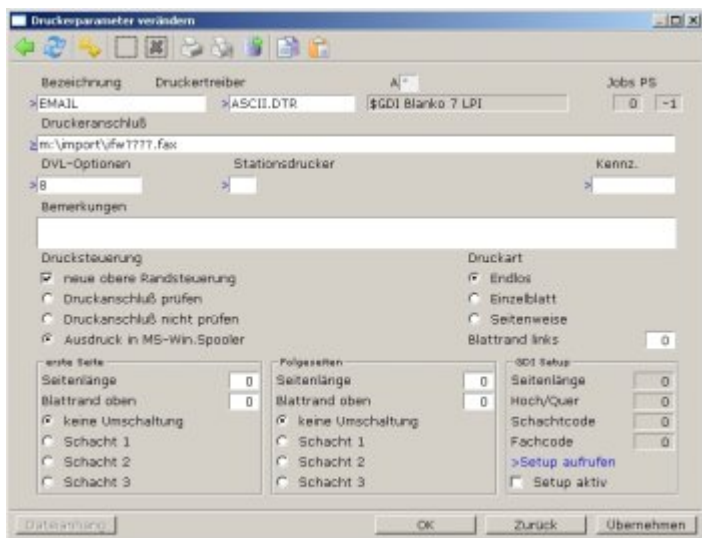 Druckerparameter verändern
Bezeichnung Druckertreiber A * Jobs PS
>EMAIL >ASCII.DTR $GDI Blanko 7 LPI 0 -1
Druckeranschluß
>m:\import\ifw????.fax
DVL-Optionen Stationsdrucker Kennz.
>8 > >
Bemerkungen
Drucksteuerung Druckart
neue obere Randsteuerung Endlos
Druckanschluß prüfen Einzelblatt
Druckanschluß nicht prüfen Seitenweise
Ausdruck in MS-Win.Spooler Blattrand links 0
erste Seite Folgeseiten GDI Setup
Seitenlänge 0 Seitenlänge 0 Seitenlänge 0
Blattrand oben 0 Blattrand oben 0 Hoch/Quer 0
keine Umschaltung keine Umschaltung Schachtcode 0
Schacht 1 Schacht 1 Fachcode 0
Schacht 2 Schacht 2 >Setup aufrufen
Schacht 3 Schacht 3 Setup aktiv
Dateianhang OK Zurück Übernehmen